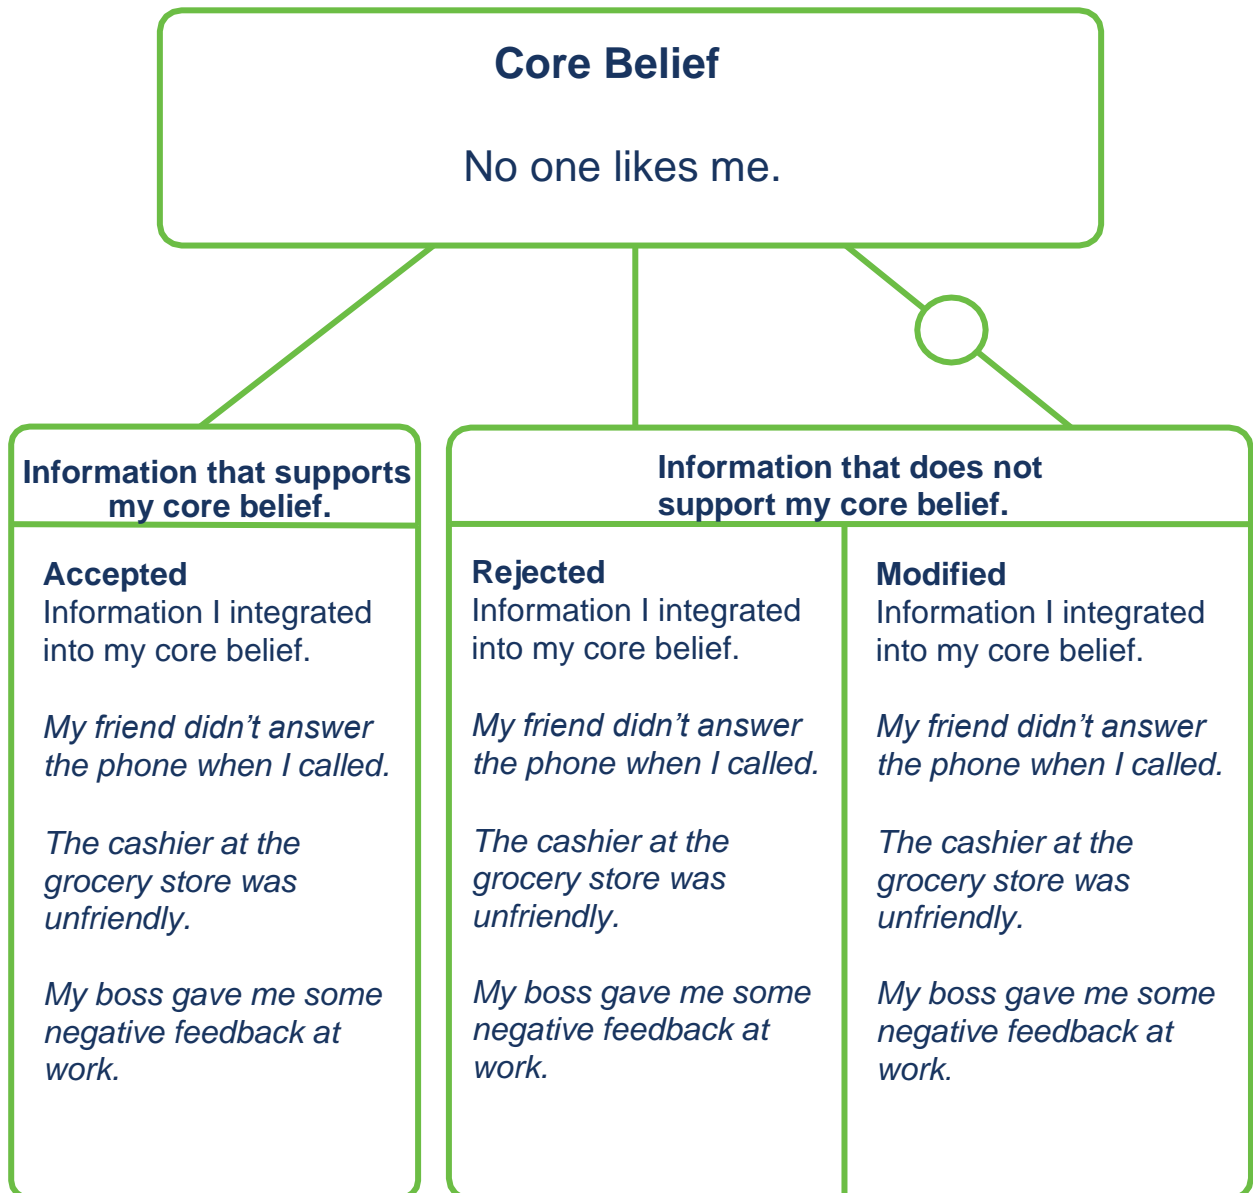 Core Belief
No one likes me.
Information that supports
my core belief.
Accepted
Information I integrated
into my core belief.
My friend didn’t answer
the phone when I called.
The cashier at the
grocery store was
unfriendly.
My boss gave me some
negative feedback at
work.
Information that does not
support my core belief.
Rejected
Information I integrated
into my core belief.
My friend didn’t answer
the phone when I called.
The cashier at the
grocery store was
unfriendly.
My boss gave me some
negative feedback at
work.
Modified
Information I integrated
into my core belief.
My friend didn’t answer
the phone when I called.
The cashier at the
grocery store was
unfriendly.
My boss gave me some
negative feedback at
work.